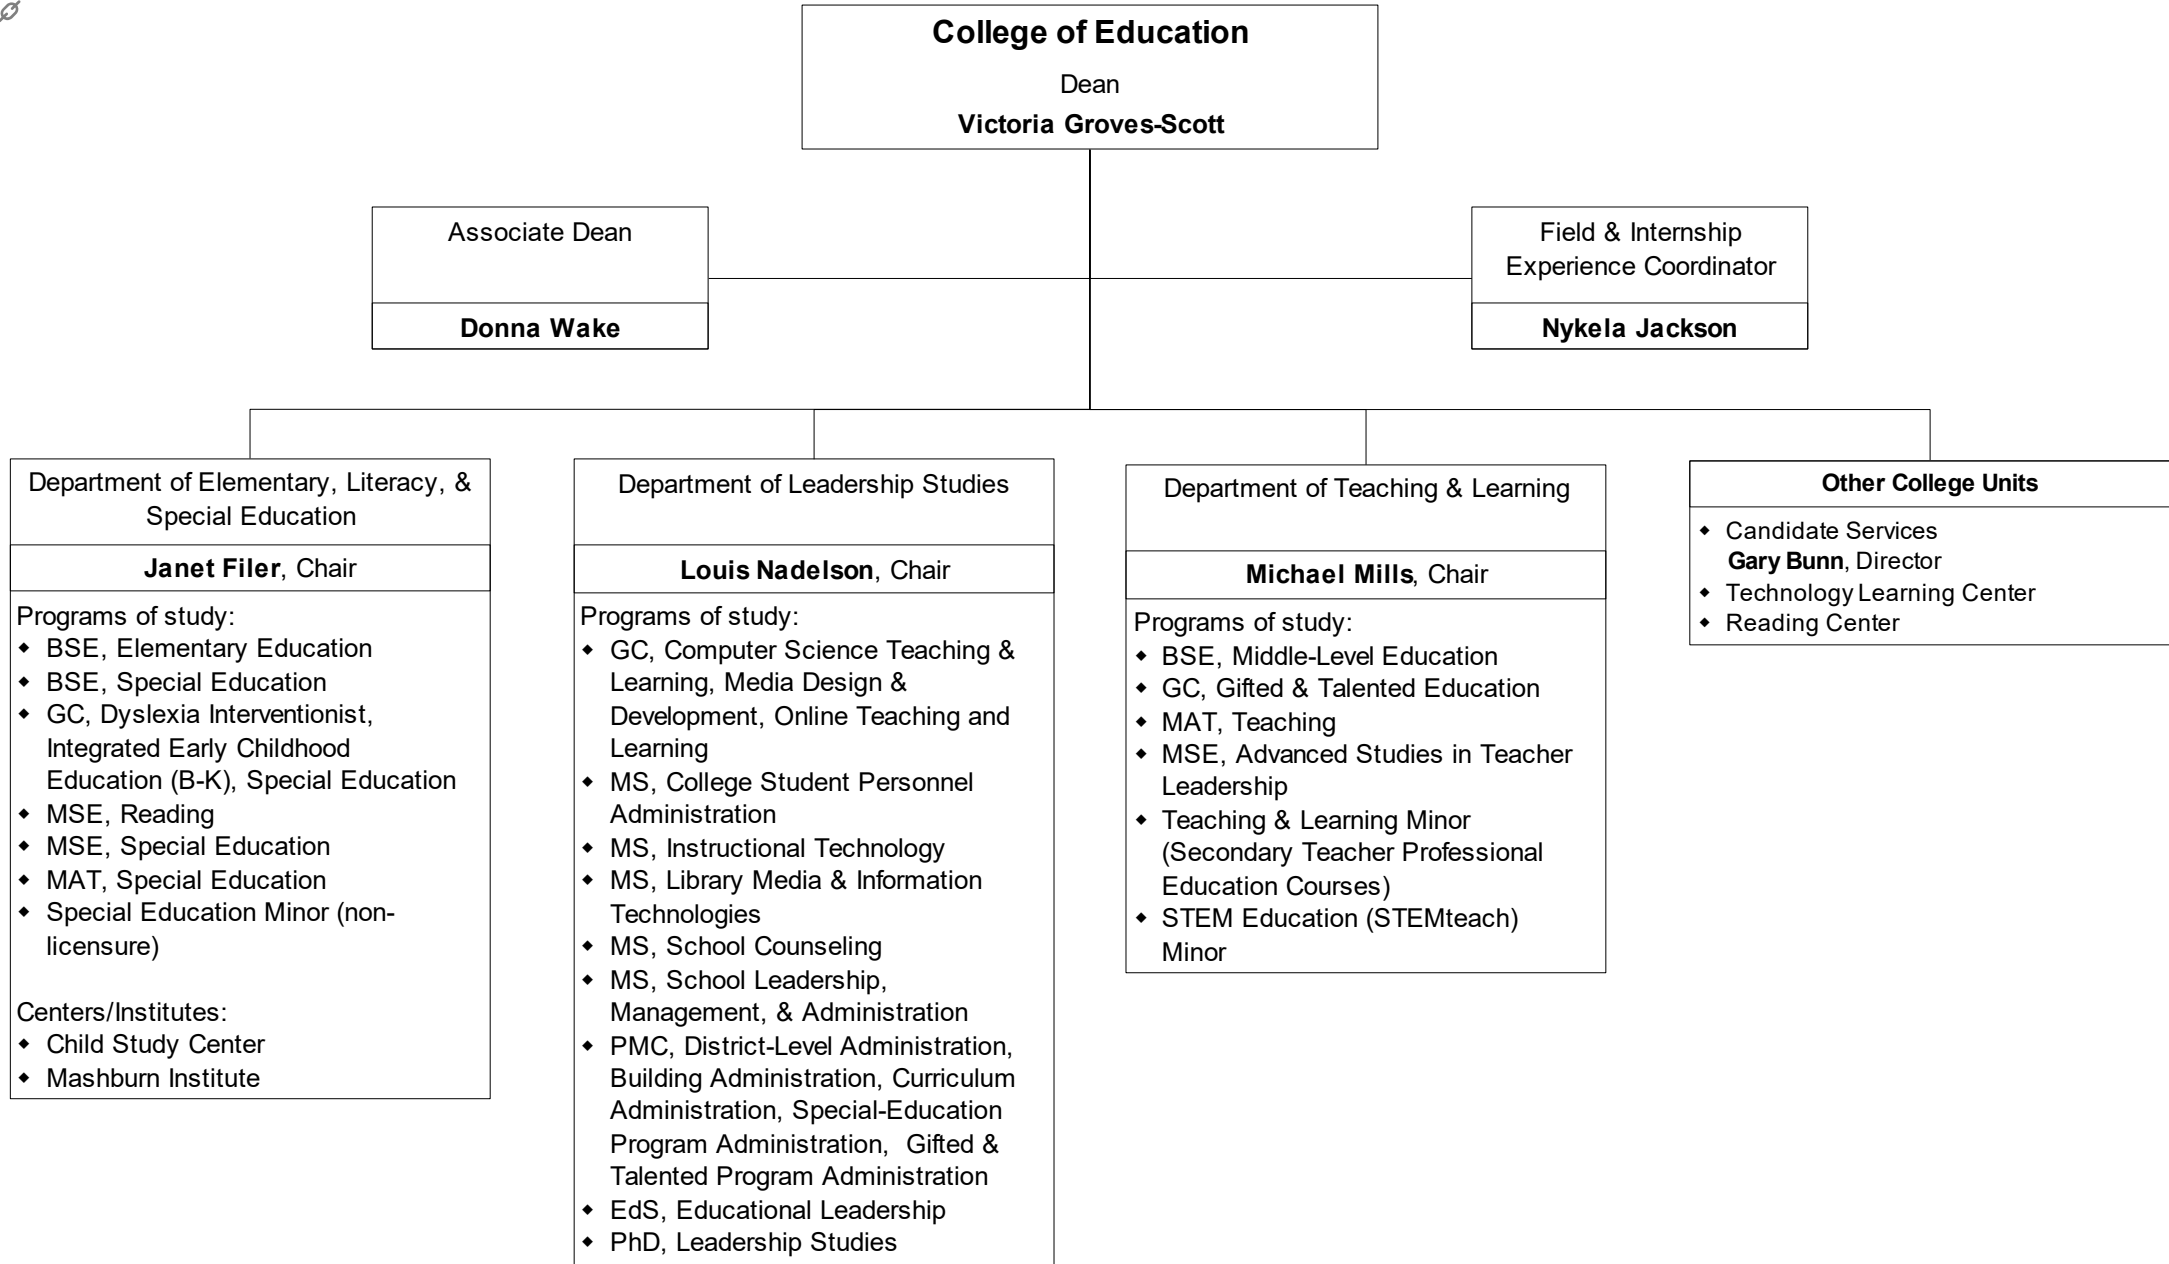 College of Education
Dean
Victoria Groves-Scott
Associate Dean
Donna Wake
Field & Internship
Experience Coordinator
Nykela Jackson
Department of Elementary, Literacy, &
Special Education
Janet Filer, Chair
Programs of study:
◆ BSE, Elementary Education
◆ BSE, Special Education
◆ GC, Dyslexia Interventionist,
Integrated Early Childhood
Education (B-K), Special Education
◆ MSE, Reading
◆ MSE, Special Education
◆ MAT, Special Education
◆ Special Education Minor (non-
licensure)
Centers/Institutes:
◆ Child Study Center
◆ Mashburn Institute
Department of Leadership Studies
Louis Nadelson, Chair
Programs of study:
◆ GC, Computer Science Teaching &
Learning, Media Design &
Development, Online Teaching and
Learning
◆ MS, College Student Personnel
Administration
◆ MS, Instructional Technology
◆ MS, Library Media & Information
Technologies
◆ MS, School Counseling
◆ MS, School Leadership,
Management, & Administration
◆ PMC, District-Level Administration,
Building Administration, Curriculum
Administration, Special-Education
Program Administration,  Gifted &
Talented Program Administration
◆ EdS, Educational Leadership
◆ PhD, Leadership Studies
Department of Teaching & Learning
Michael Mills, Chair
Programs of study:
◆ BSE, Middle-Level Education
◆ GC, Gifted & Talented Education
◆ MAT, Teaching
◆ MSE, Advanced Studies in Teacher
Leadership
◆ Teaching & Learning Minor
(Secondary Teacher Professional
Education Courses)
◆ STEM Education (STEMteach)
Minor
Other College Units
◆ Candidate Services
Gary Bunn, Director
◆ Technology Learning Center
◆ Reading Center